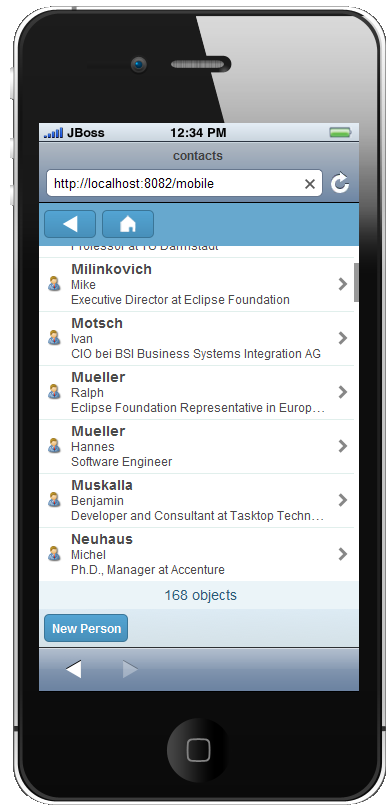 JBoss 12:34 PM
contacts
http://localhost:8082/mobile
Professor at TU Darmstadt
Milinkovich
Mike
Executive Director at Eclipse Foundation
Motsch
Ivan
CIO bei BSI Business Systems Integration AG
Mueller
Ralph
Eclipse Foundation Representative in Europ…
Mueller
Hannes
Software Engineer
Muskalla
Benjamin
Developer and Consultant at Tasktop Techn…
Neuhaus
Michel
Ph.D., Manager at Accenture
168 objects
New Person